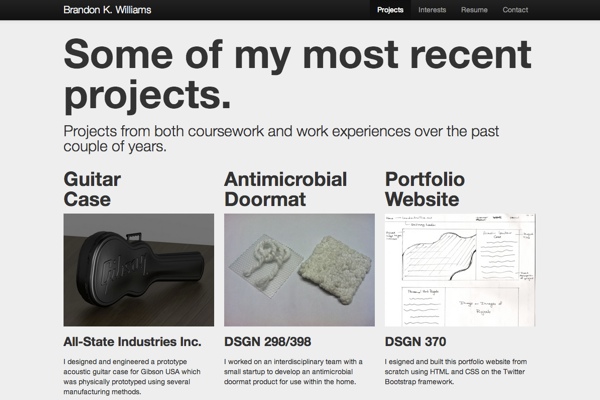 Brandon K. Williams
Projects
Interests
Resume
Contact
Some of my most recent
projects.
Projects from both coursework and work experiences over the past
couple of years.
Guitar
Case
Antimicrobial
Doormat
Portfolio
Website
Gibson
All-State Industries Inc.
DSGN 298/398
DSGN 370
I designed and engineered a prototype
acoustic guitar case for Gibson USA which
was physically prototyped using several
manufacturing methods.
I worked on an interdisciplinary team with a
small startup to develop an antimicrobial
doormat product for use within the home.
I esigned and built this portfolio website from
scratch using HTML and CSS on the Twitter
Bootstrap framework.